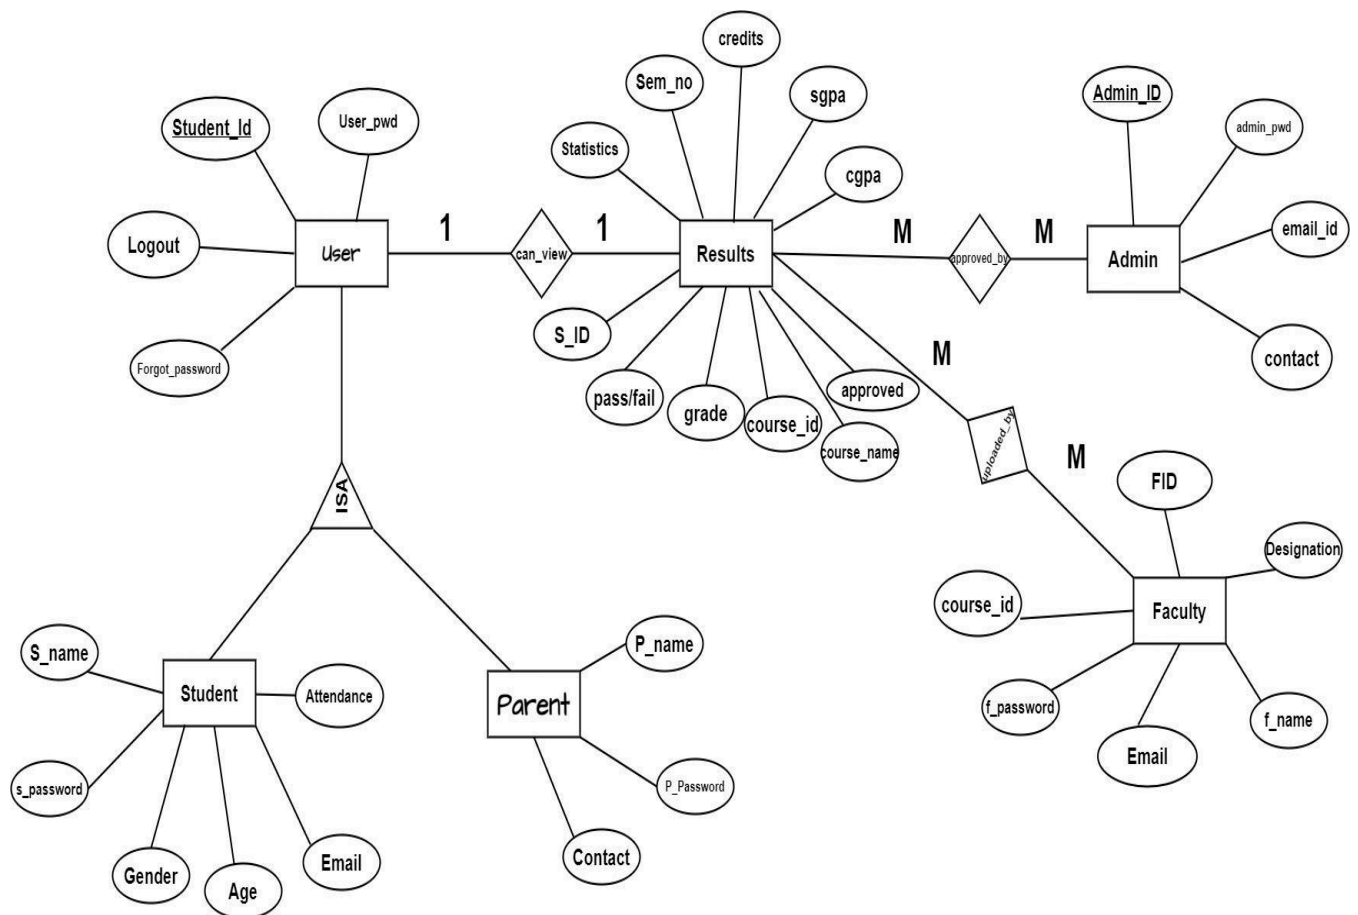 credits
Sem_no
sgpa
Admin_ID
Student_Id
User_pwd
admin_pwd
Statistics
cgpa
Logout
User
1
can_view
1
Results
M
approved_by
M
Admin
email_id
S_ID
Forgot_password
pass/fail
grade
course_id
course_name
approved
contact
M
uploaded_by
M
FID
Designation
course_id
Faculty
f_password
Email
f_name
ISA
S_name
Student
Attendance
s_password
Gender
Age
Email
P_name
Parent
P_Password
Contact